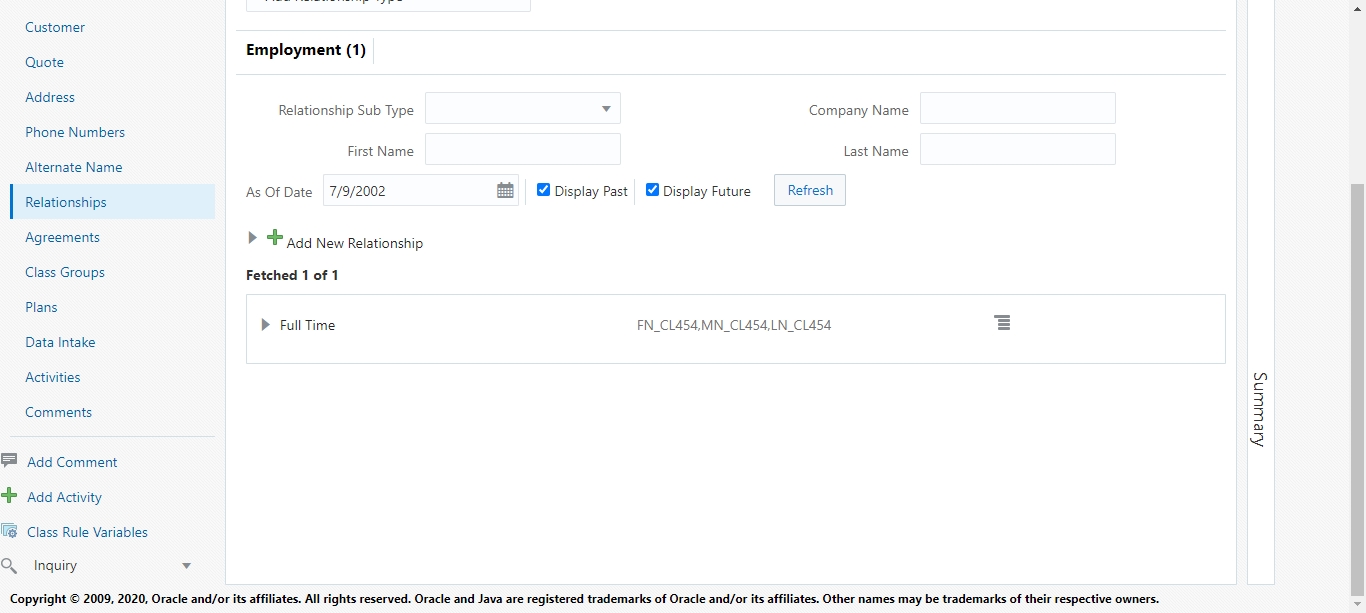 Customer
Quote
Address
Phone Numbers
Alternate Name
Relationships
Agreements
Class Groups
Plans
Data Intake
Activities
Comments
Add Comment
Add Activity
Class Rule Variables
Inquiry
Employment (1)
Relationship Sub Type
Company Name
First Name
Last Name
As Of Date 7/9/2002 Display Past Display Future Refresh
Add New Relationship
Fetched 1 of 1
Full Time FN_CL454,MN_CL454,LN_CL454
Summary
Copyright © 2009, 2020, Oracle and/or its affiliates. All rights reserved. Oracle and Java are registered trademarks of Oracle and/or its affiliates. Other names may be trademarks of their respective owners.